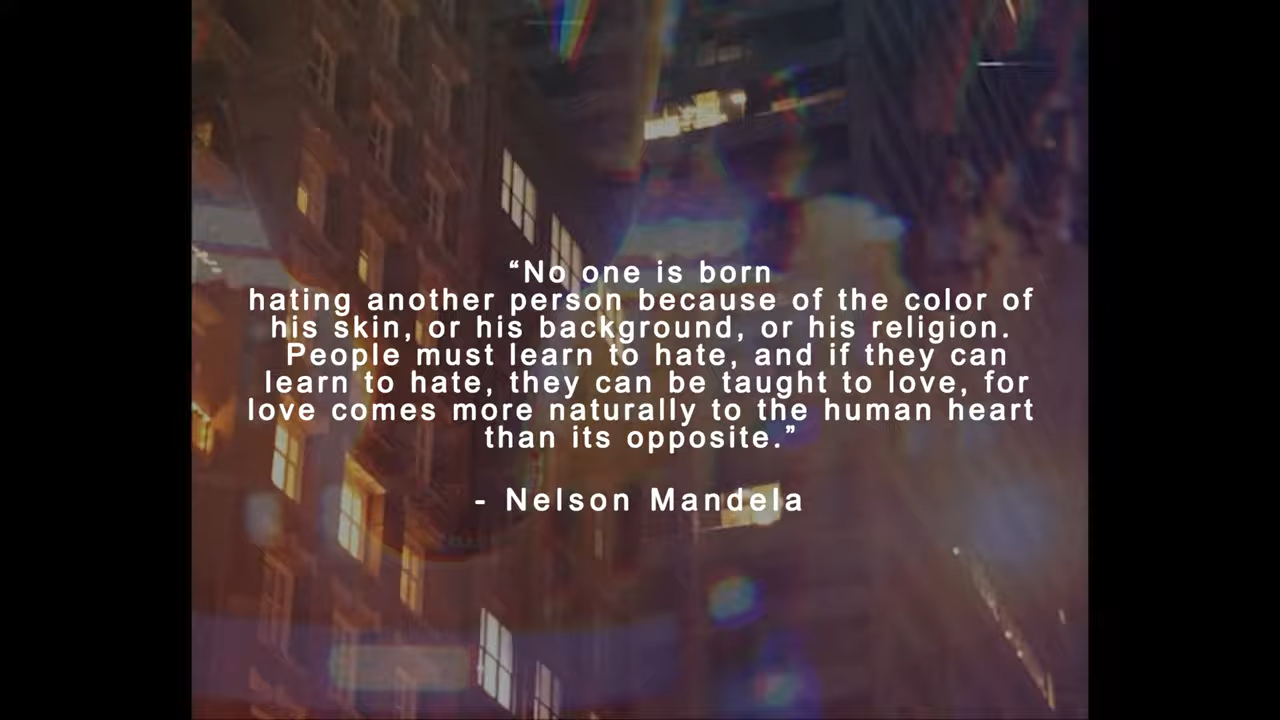 “No one is born
hating another person because of the color of
his skin, or his background, or his religion.
People must learn to hate, and if they can
learn to hate, they can be taught to love, for
love comes more naturally to the human heart
than its opposite.”
- Nelson Mandela